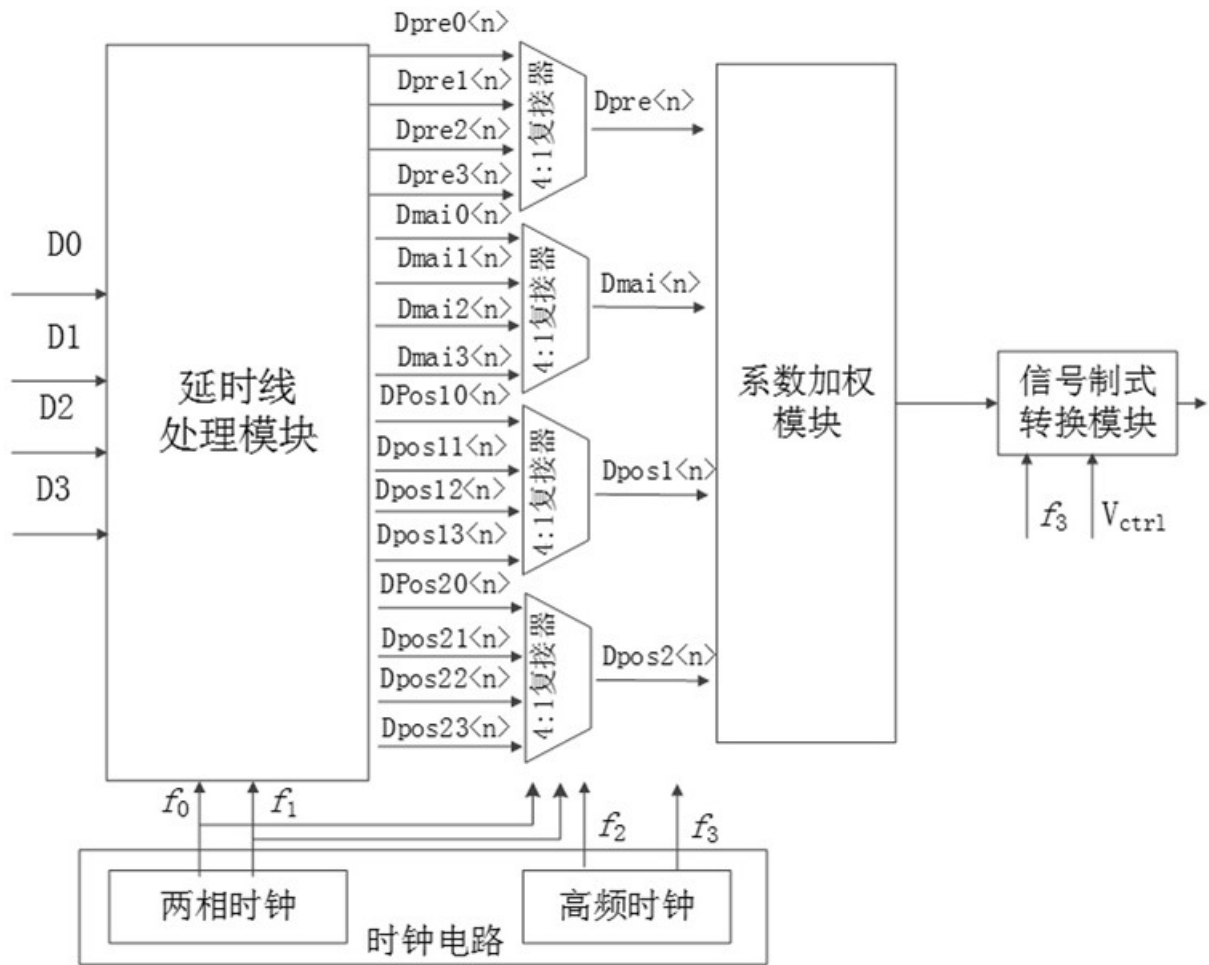 D0
D1
D2
D3
延时线
处理模块
Dpre0<n>
Dpre1<n>
Dpre2<n>
Dpre3<n>
Dmai0<n>
Dmai1<n>
Dmai2<n>
Dmai3<n>
DPos10<n>
Dpos11<n>
Dpos12<n>
Dpos13<n>
DPos20<n>
Dpos21<n>
Dpos22<n>
Dpos23<n>
4:1复接器
4:1复接器
4:1复接器
4:1复接器
Dpre<n>
Dmai<n>
Dpos1<n>
Dpos2<n>
系数加权
模块
信号制式
转换模块
f3
Vctrl
f0
f1
f2
f3
两相时钟
高频时钟
时钟电路